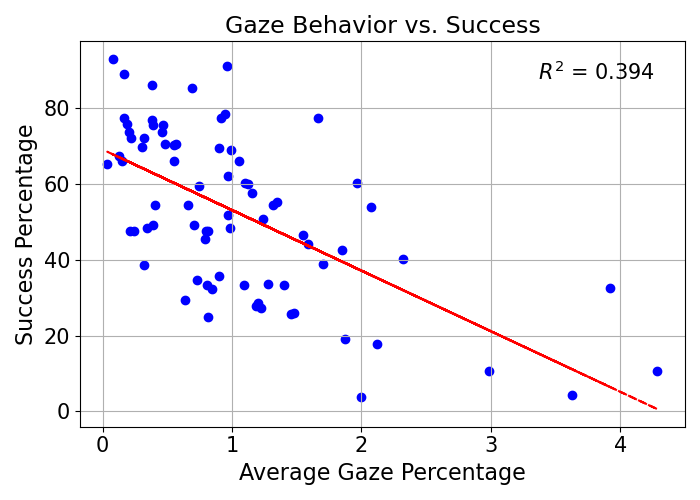 Gaze Behavior vs. Success
R² = 0.394
Success Percentage
80
60
40
20
0
0 1 2 3 4
Average Gaze Percentage